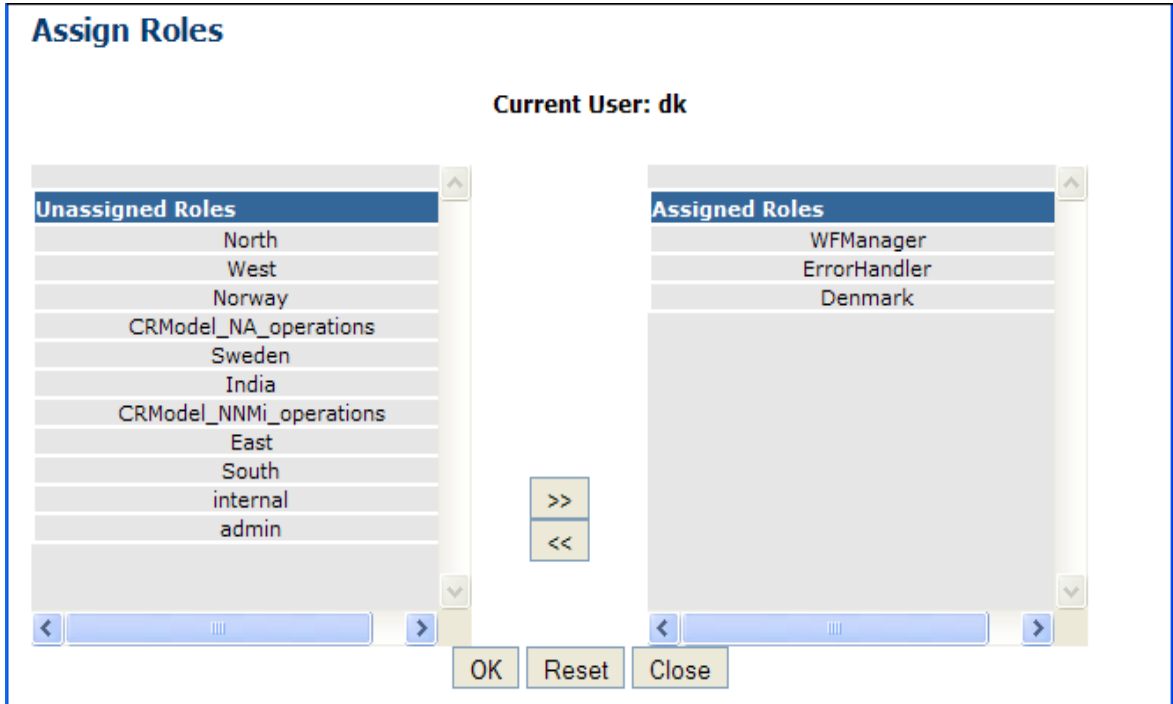 Assign Roles
Current User: dk
Unassigned Roles
North
West
Norway
CRModel_NA_operations
Sweden
India
CRModel_NNMi_operations
East
South
internal
admin
>>
<<
Assigned Roles
WFManager
ErrorHandler
Denmark
OK
Reset
Close